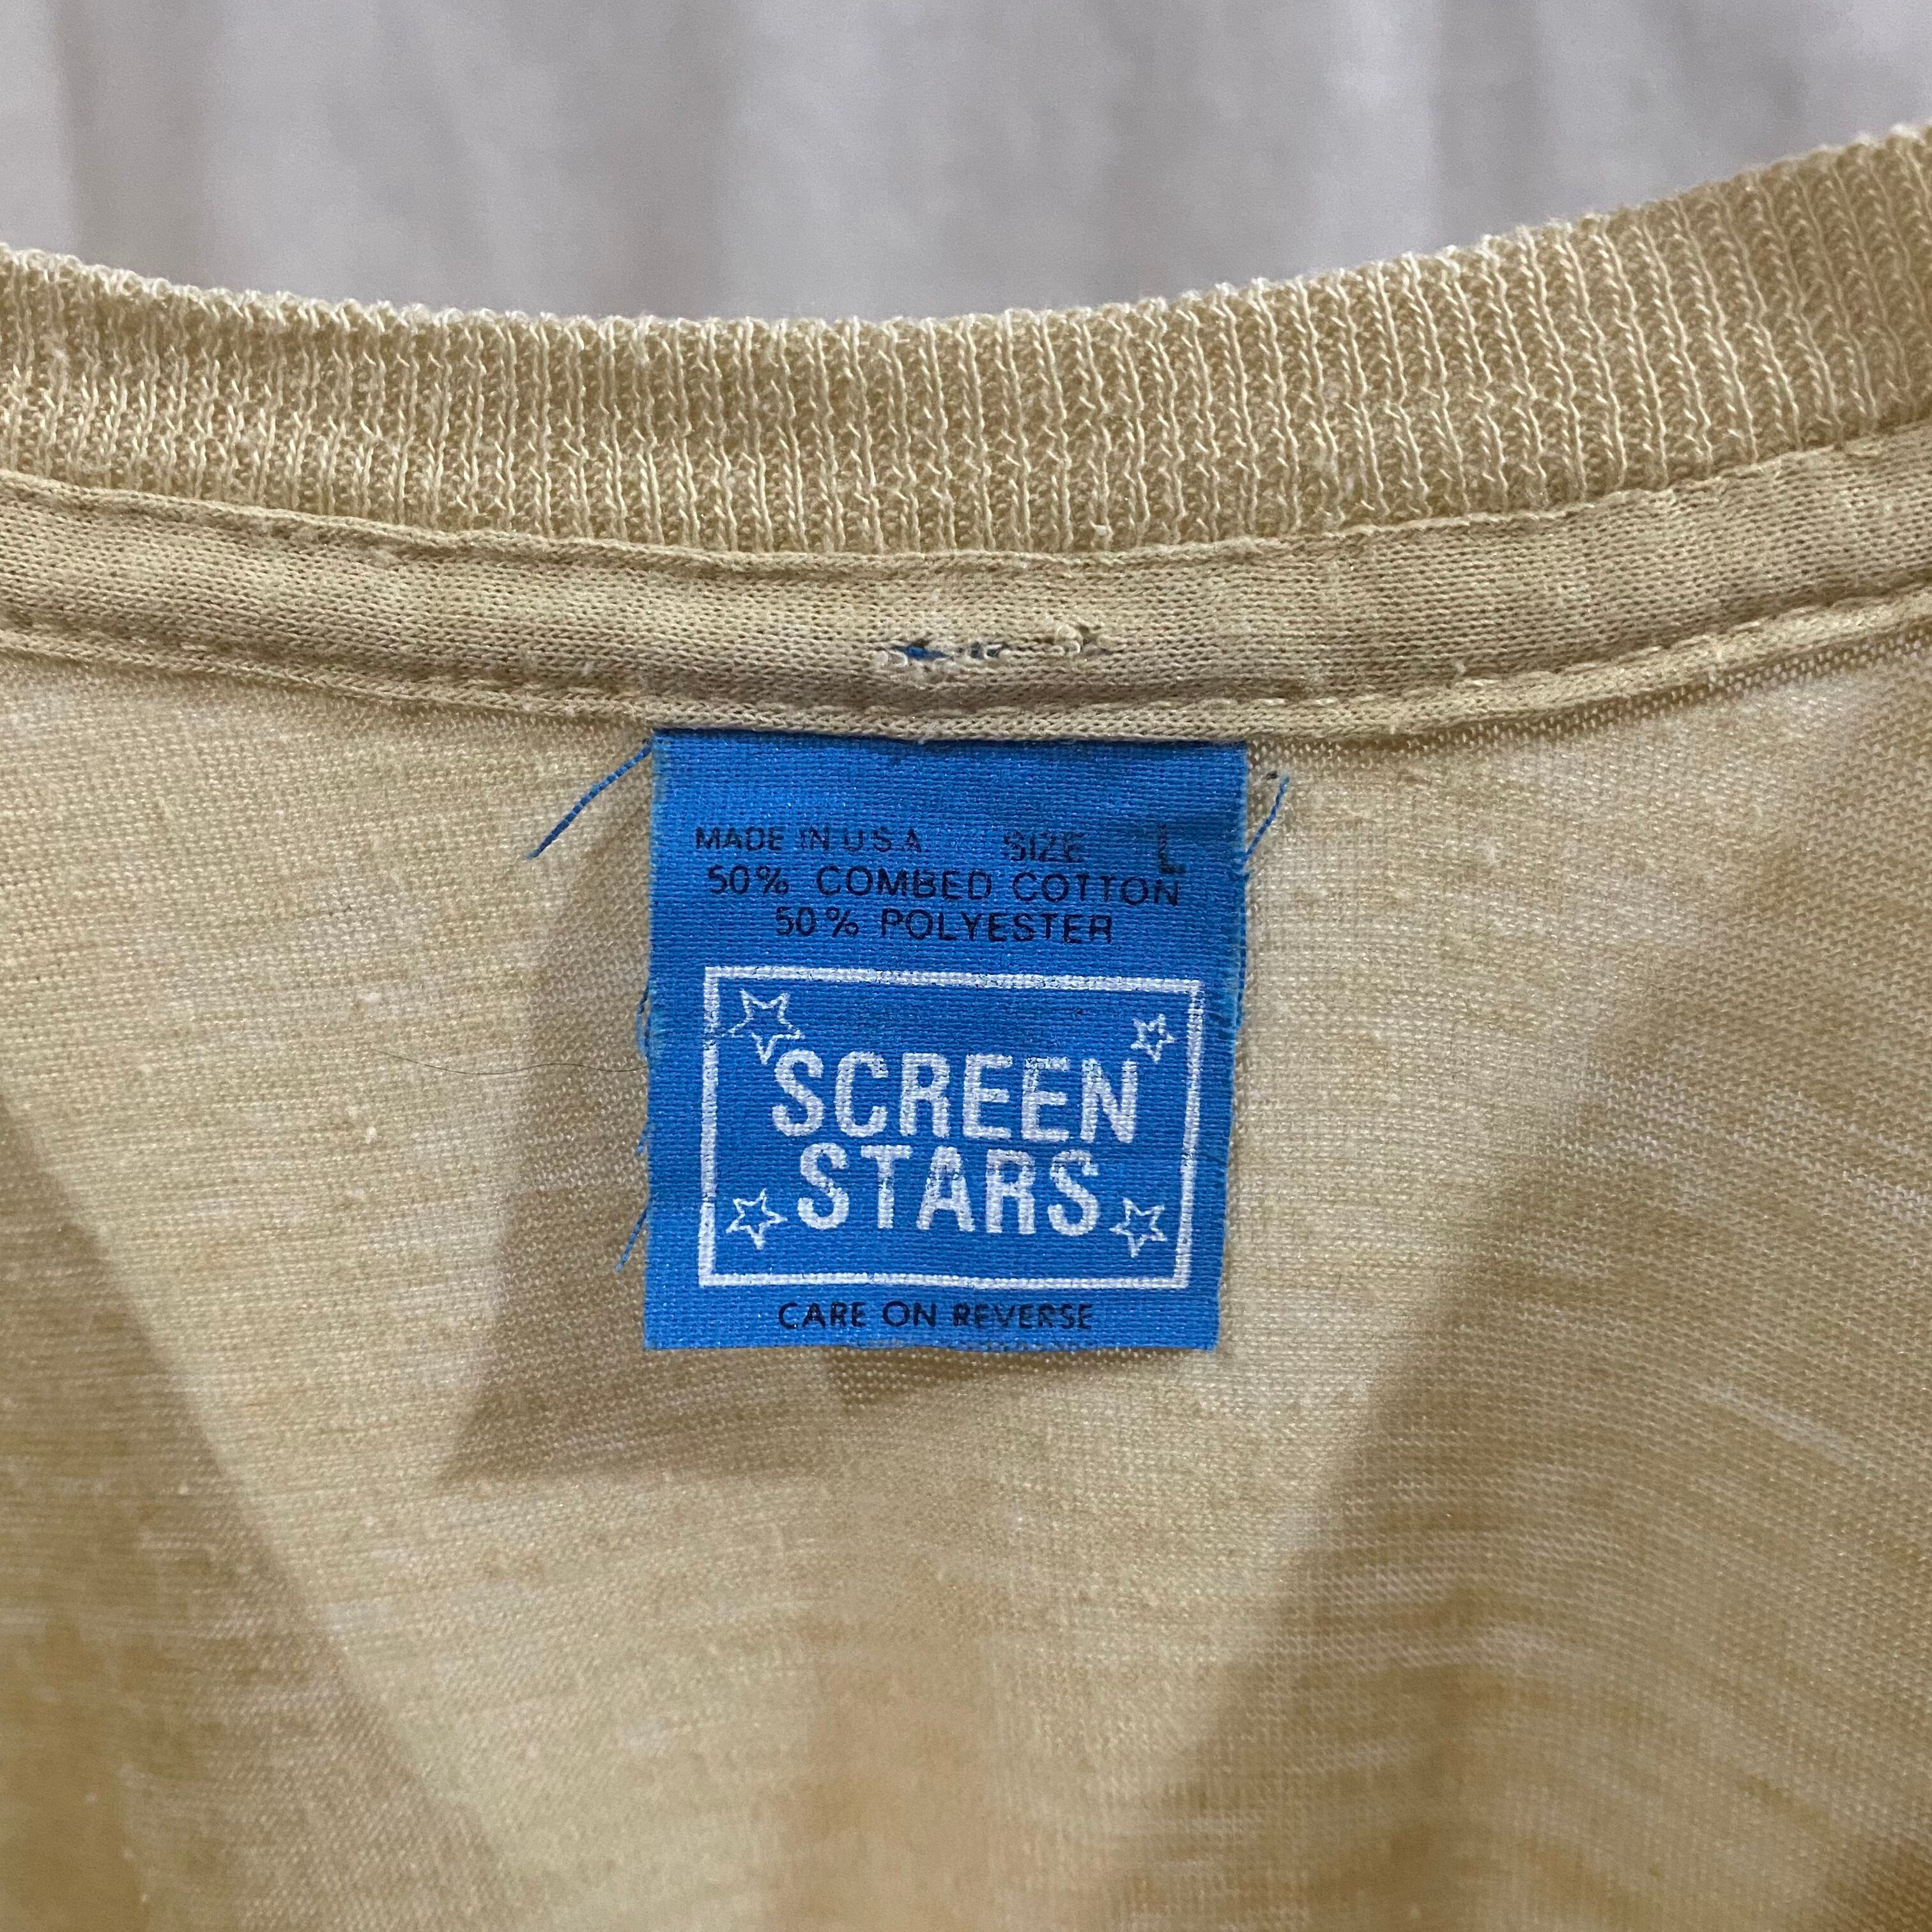 MADE IN U.S.A. SIZE L
50% COMBED COTTON
50% POLYESTER
SCREEN
STARS
CARE ON REVERSE